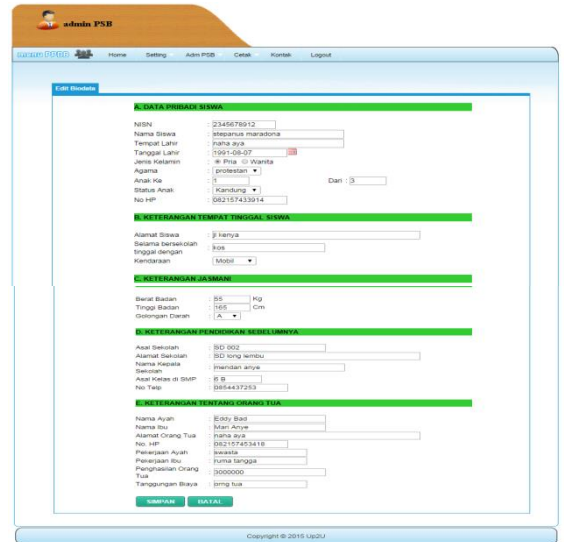 admin PSB
MENU PPDB Home Setting Adm PSB Cetak Kontak Logout
Edit Biodata
A. DATA PRIBADI SISWA
NISN : 2345678912
Nama Siswa : stepanus maradona
Tempat Lahir : naha aya
Tanggal Lahir : 1991-08-07
Jenis Kelamin : Pria Wanita
Agama : protestan
Anak Ke : 1 Dari : 3
Status Anak : Kandung
No HP : 082157433914
B. KETERANGAN TEMPAT TINGGAL SISWA
Alamat Siswa : jl kenya
Selama bersekolah
tinggal dengan : kos
Kendaraan : Mobil
C. KETERANGAN JASMANI
Berat Badan : 55 Kg
Tinggi Badan : 165 Cm
Golongan Darah : A
D. KETERANGAN PENDIDIKAN SEBELUMNYA
Asal Sekolah : SD 002
Alamat Sekolah : SD long lembu
Nama Kepala
Sekolah : mendan anye
Asal Kelas di SMP : 6 B
No Telp : 0854437253
E. KETERANGAN TENTANG ORANG TUA
Nama Ayah : Eddy Bad
Nama Ibu : Mari Anye
Alamat Orang Tua : naha aya
No. HP : 082157453418
Pekerjaan Ayah : swasta
Pekerjaan Ibu : ruma tangga
Penghasilan Orang
Tua : 3000000
Tanggungan Biaya : orng tua
SIMPAN BATAL
Copyright © 2015 Up2U